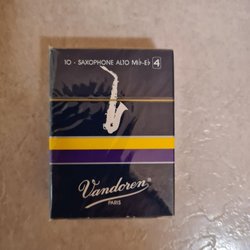 10 - SAXOPHONE ALTO Mi♭-E♭ 4
Vandoren®
PARIS